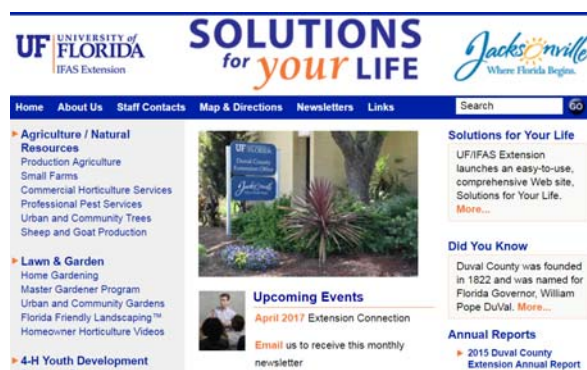 UF UNIVERSITY of
FLORIDA
IFAS Extension
SOLUTIONS
for your LIFE
Jacksonville
Where Florida Begins.
Home About Us Staff Contacts Map & Directions Newsletters Links
Search GO
Agriculture / Natural
Resources
Production Agriculture
Small Farms
Commercial Horticulture Services
Professional Pest Services
Urban and Community Trees
Sheep and Goat Production
Lawn & Garden
Home Gardening
Master Gardener Program
Urban and Community Gardens
Florida Friendly Landscaping™
Homeowner Horticulture Videos
4-H Youth Development
UF FLORIDA
Duval County
Extension Office
Jacksonville
Upcoming Events
April 2017 Extension Connection
Email us to receive this monthly
newsletter
Solutions for Your Life
UF/IFAS Extension
launches an easy-to-use,
comprehensive Web site,
Solutions for Your Life.
More...
Did You Know
Duval County was founded
in 1822 and was named for
Florida Governor, William
Pope DuVal. More...
Annual Reports
2015 Duval County
Extension Annual Report